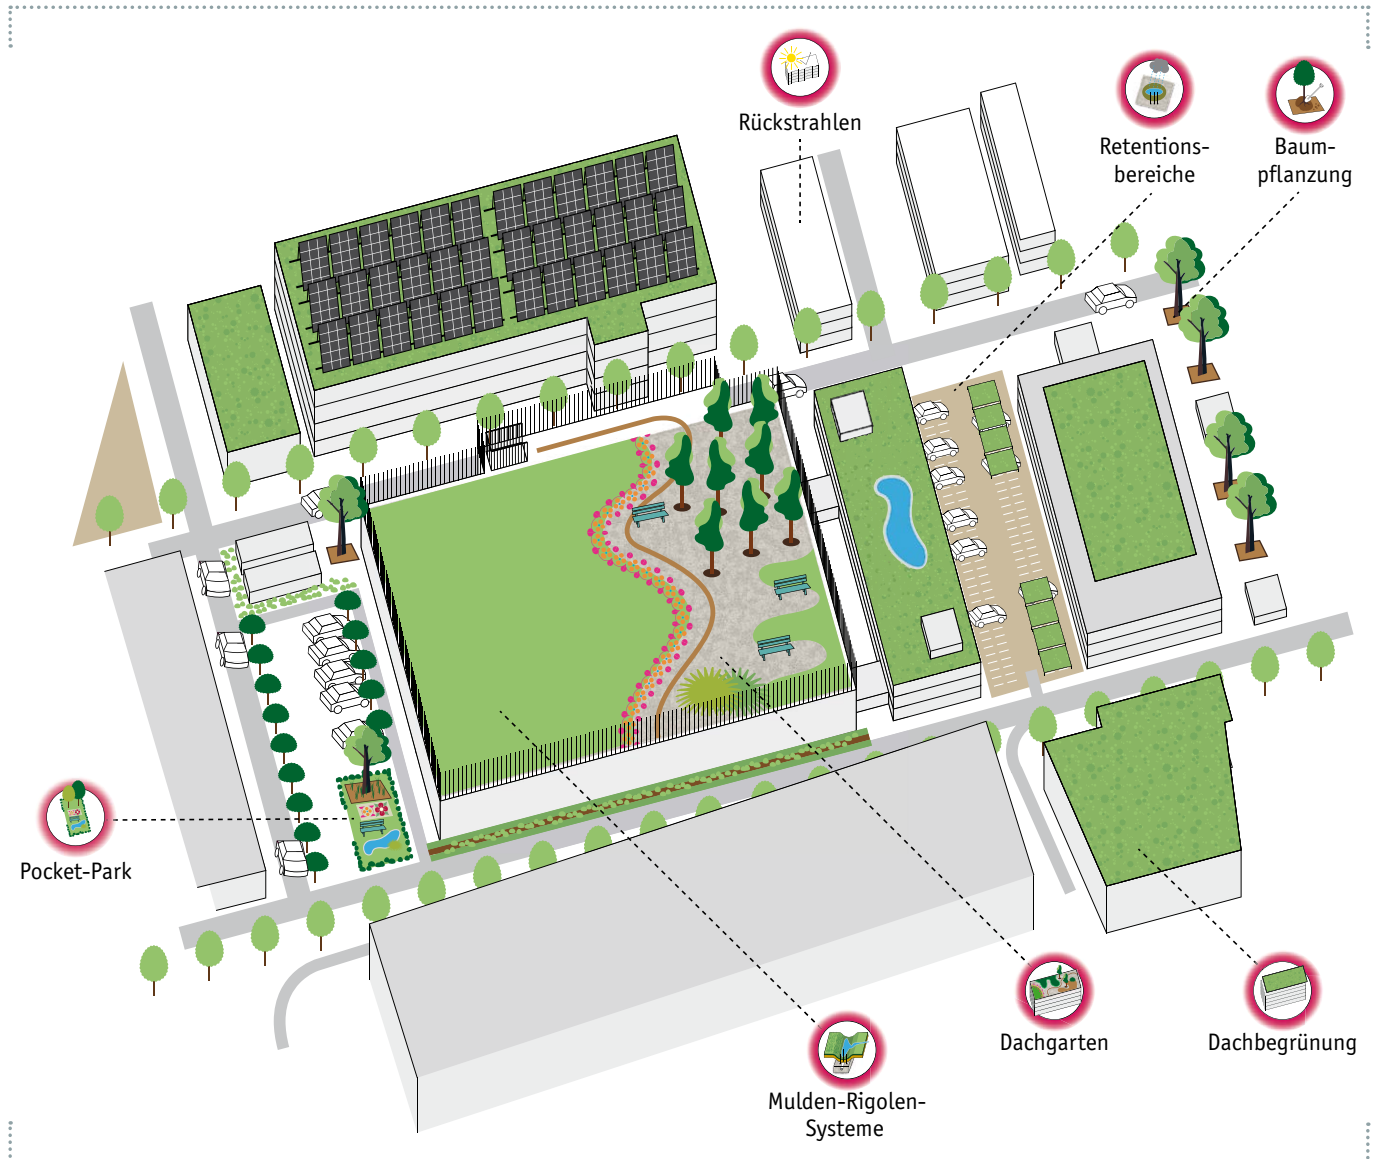 Rückstrahlen
Retentions-
bereiche
Baum-
pflanzung
Pocket-Park
Dachgarten
Dachbegrünung
Mulden-Rigolen-
Systeme